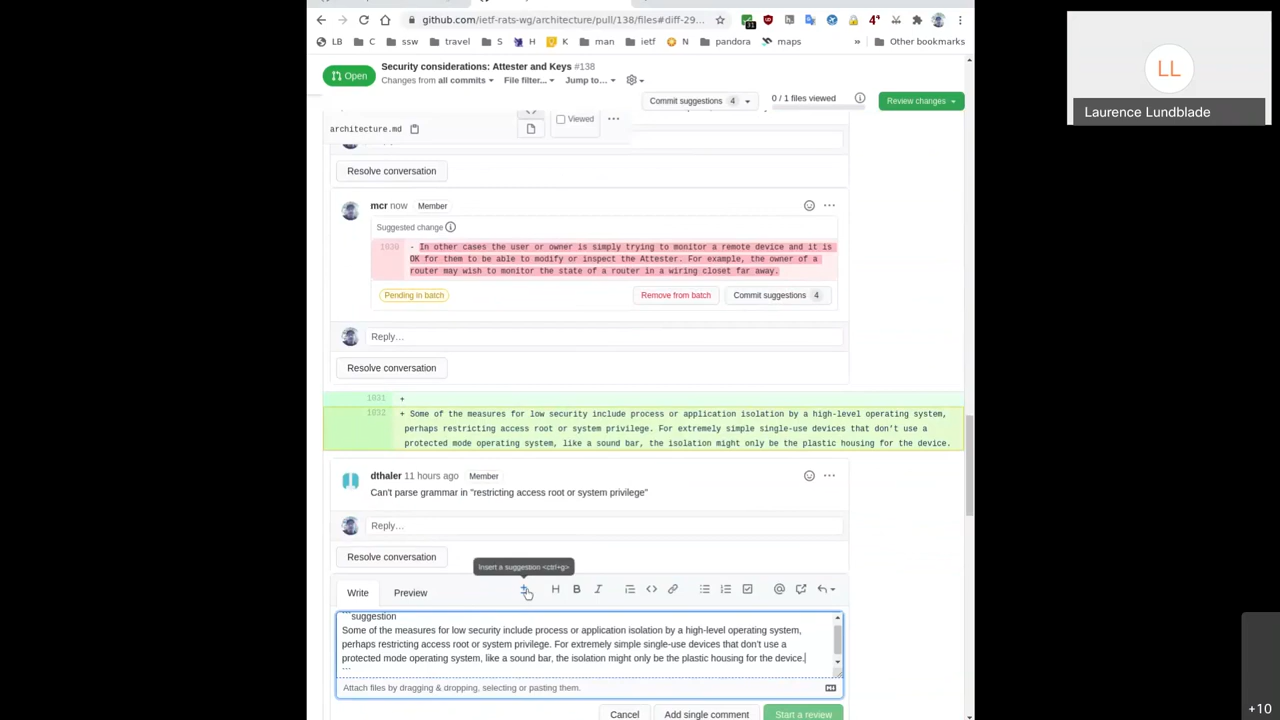 github.com/ietf-rats-wg/architecture/pull/138/files#diff-29...
LB C ssw travel S H K man ietf N pandora maps » Other bookmarks
Open
Security considerations: Attester and Keys #138
Changes from all commits File filter... Jump to...
Commit suggestions 4
0 / 1 files viewed
Review changes
architecture.md
Viewed
Resolve conversation
mcr now Member
Suggested change
1030 - In other cases the user or owner is simply trying to monitor a remote device and it is
OK for them to be able to modify or inspect the Attester. For example, the owner of a
router may wish to monitor the state of a router in a wiring closet far away.
Pending in batch
Remove from batch
Commit suggestions 4
Reply...
Resolve conversation
1031 +
1032 + Some of the measures for low security include process or application isolation by a high-level operating system,
perhaps restricting access root or system privilege. For extremely simple single-use devices that don't use a
protected mode operating system, like a sound bar, the isolation might only be the plastic housing for the device.
dthaler 11 hours ago Member
Can't parse grammar in "restricting access root or system privilege"
Reply...
Resolve conversation
Insert a suggestion <ctrl+g>
Write Preview
```suggestion
Some of the measures for low security include process or application isolation by a high-level operating system,
perhaps restricting access root or system privilege. For extremely simple single-use devices that don't use a
protected mode operating system, like a sound bar, the isolation might only be the plastic housing for the device.
```
Attach files by dragging & dropping, selecting or pasting them.
Cancel
Add single comment
Start a review
LL
Laurence Lundblade
+10